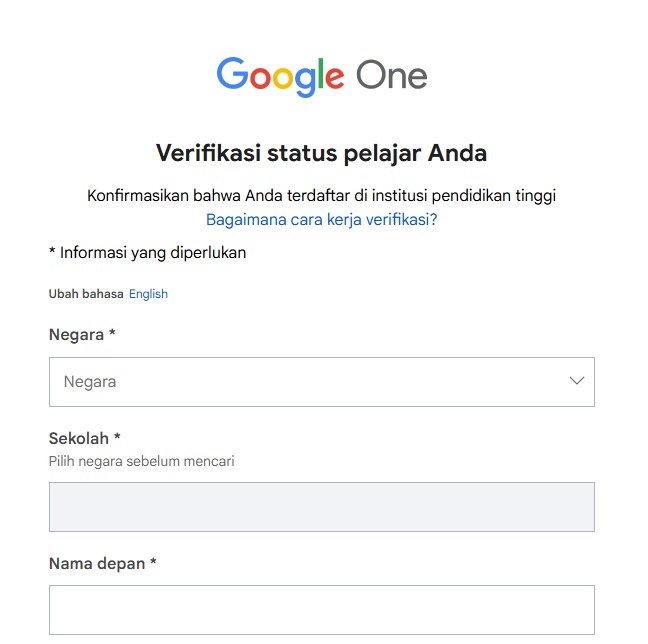 Google One
Verifikasi status pelajar Anda
Konfirmasikan bahwa Anda terdaftar di institusi pendidikan tinggi
Bagaimana cara kerja verifikasi?
* Informasi yang diperlukan
Ubah bahasa English
Negara *
Negara
Sekolah *
Pilih negara sebelum mencari
Nama depan *